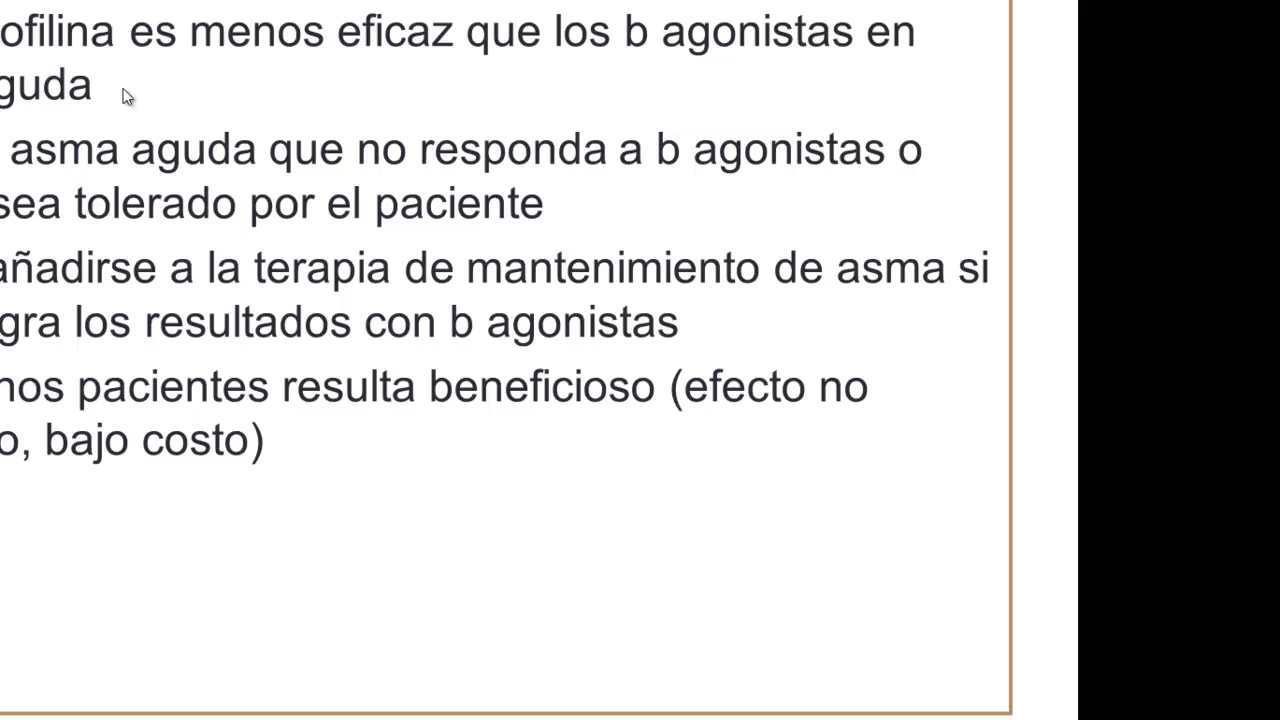 ofilina es menos eficaz que los b agonistas en
guda
asma aguda que no responda a b agonistas o
sea tolerado por el paciente
añadirse a la terapia de mantenimiento de asma si
gra los resultados con b agonistas
nos pacientes resulta beneficioso (efecto no
o, bajo costo)